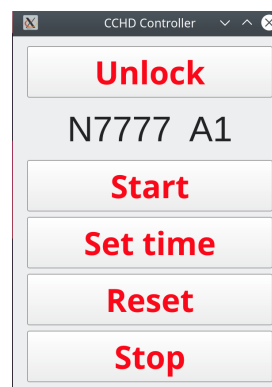 CCHD Controller
Unlock
N7777 A1
Start
Set time
Reset
Stop